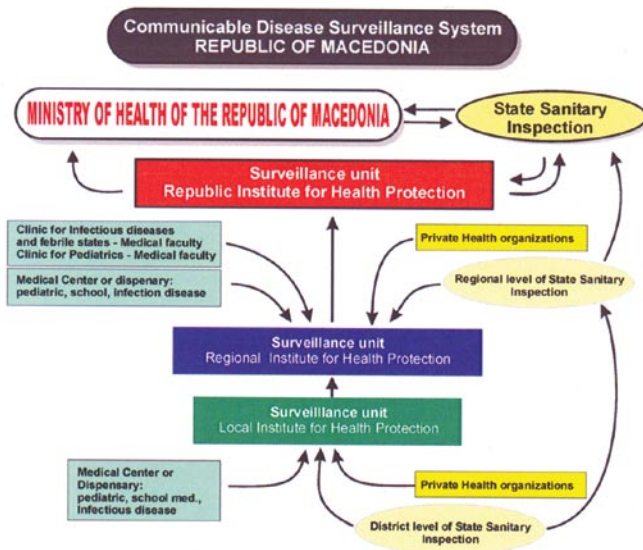 Communicable Disease Surveillance System
REPUBLIC OF MACEDONIA
MINISTRY OF HEALTH OF THE REPUBLIC OF MACEDONIA
State Sanitary
Inspection
Surveillance unit
Republic Institute for Health Protection
Clinic for Infectious diseases
and febrile states - Medical faculty
Clinic for Pediatrics - Medical faculty
Private Health organizations
Medical Center or dispenary:
pediatric, school, infection disease
Regional level of State Sanitary
Inspection
Surveillance unit
Regional Institute for Health Protection
Surveilllance unit
Local Institute for Health Protection
Medical Center or
Dispensary:
pediatric, school med.,
Infectious disease
Private Health organizations
District level of State Sanitary
Inspection